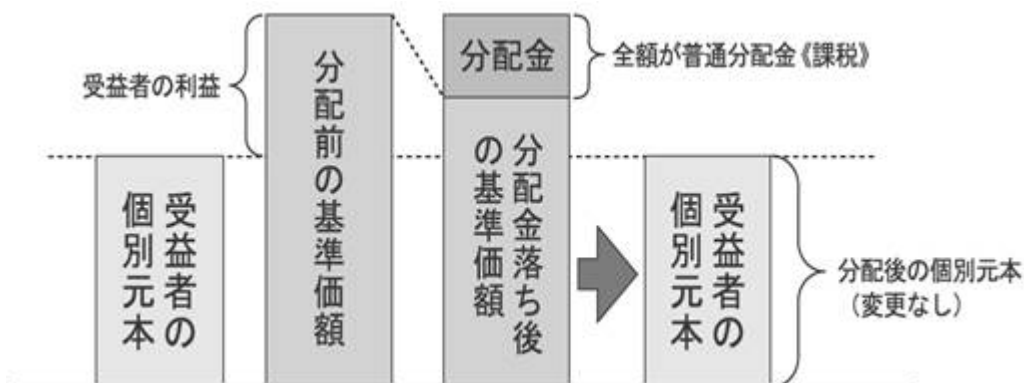 受益者の利益
受益者の
個別元本
分配前の基準価額
分配金
全額が普通分配金《課税》
分配金落ち後
の基準価額
受益者の
個別元本
分配後の個別元本
（変更なし）